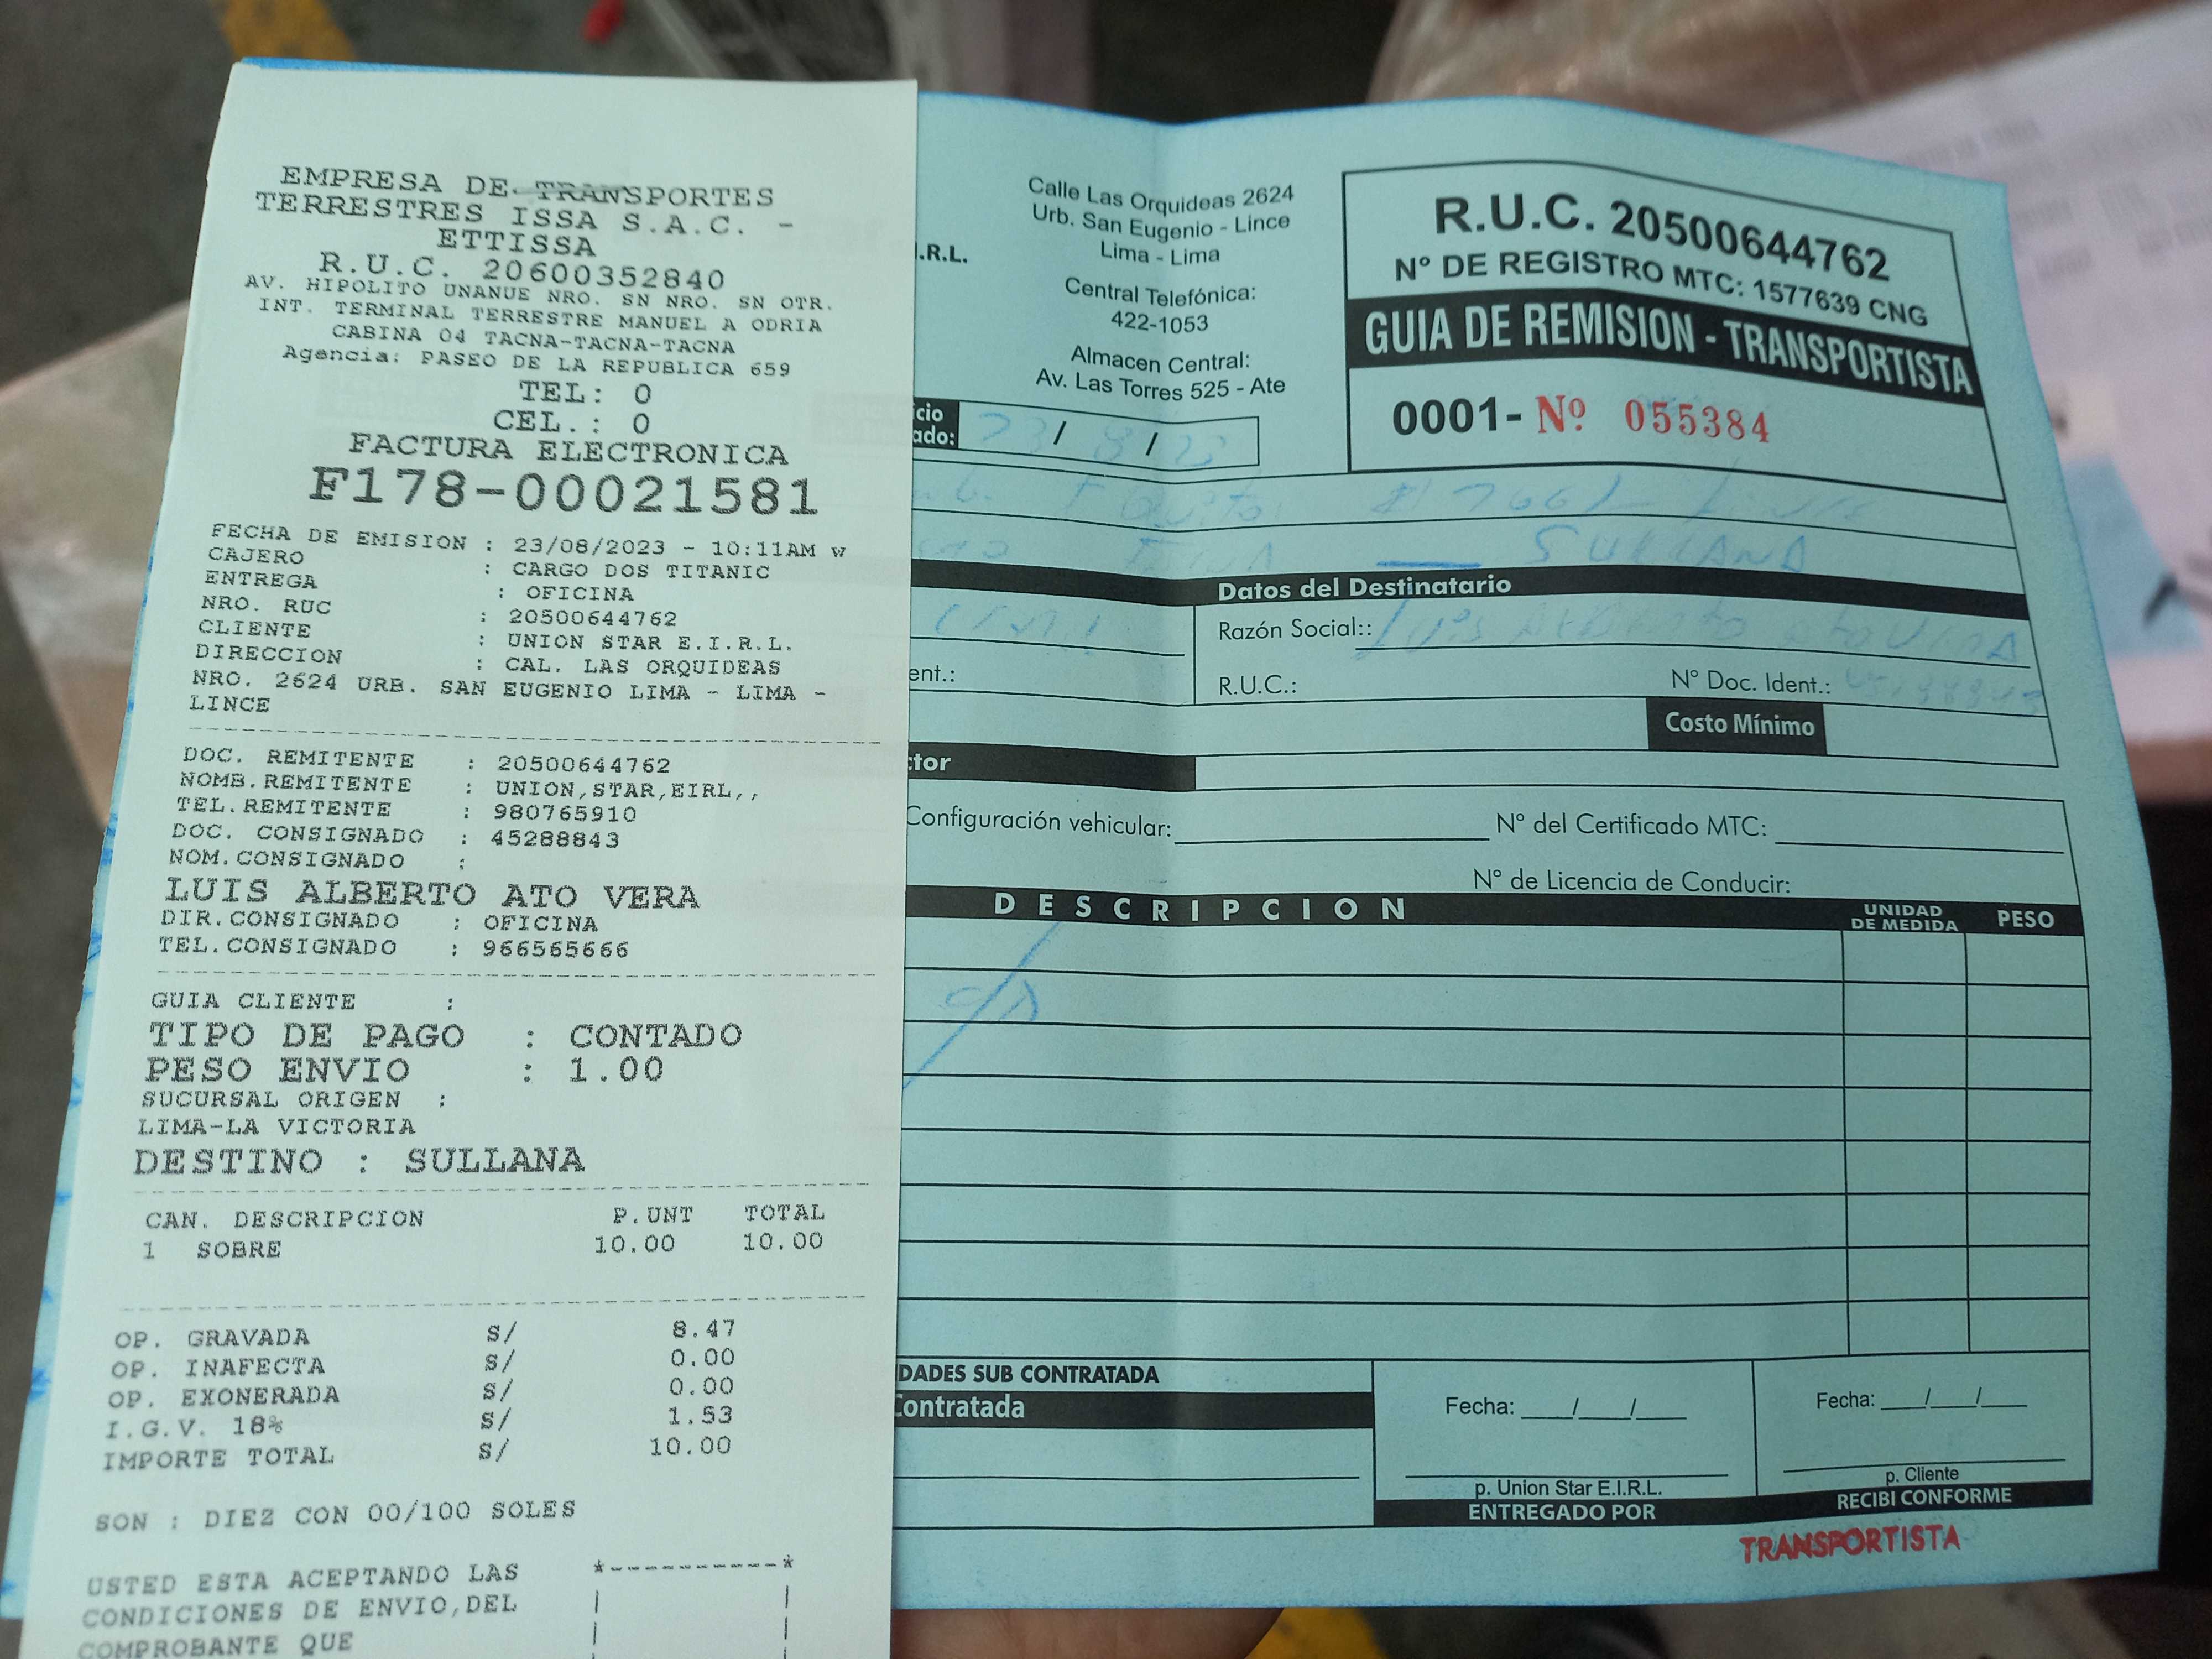 EMPRESA DE TRANSPORTES
TERRESTRES ISSA S.A.C. -
ETTISSA
R.U.C. 20600352840
AV. HIPOLITO UNANUE NRO. SN NRO. SN OTR.
INT. TERMINAL TERRESTRE MANUEL A ODRIA
CABINA 04 TACNA-TACNA-TACNA
Agencia: PASEO DE LA REPUBLICA 659
TEL: 0
CEL.: 0
FACTURA ELECTRONICA
F178-00021581
FECHA DE EMISION : 23/08/2023 - 10:11AM w
CAJERO : CARGO DOS TITANIC
ENTREGA : OFICINA
NRO. RUC : 20500644762
CLIENTE : UNION STAR E.I.R.L.
DIRECCION : CAL. LAS ORQUIDEAS
NRO. 2624 URB. SAN EUGENIO LIMA - LIMA -
LINCE
DOC. REMITENTE : 20500644762
NOMB.REMITENTE : UNION,STAR,EIRL,,
TEL.REMITENTE : 980765910
DOC. CONSIGNADO : 45288843
NOM.CONSIGNADO :
LUIS ALBERTO ATO VERA
DIR.CONSIGNADO : OFICINA
TEL.CONSIGNADO : 966565666
GUIA CLIENTE :
TIPO DE PAGO : CONTADO
PESO ENVIO : 1.00
SUCURSAL ORIGEN :
LIMA-LA VICTORIA
DESTINO : SULLANA
CAN. DESCRIPCION P.UNT TOTAL
1 SOBRE 10.00 10.00
OP. GRAVADA S/ 8.47
OP. INAFECTA S/ 0.00
OP. EXONERADA S/ 0.00
I.G.V. 18% S/ 1.53
IMPORTE TOTAL S/ 10.00
SON : DIEZ CON 00/100 SOLES
USTED ESTA ACEPTANDO LAS
CONDICIONES DE ENVIO,DEL
COMPROBANTE QUE
.R.L.
Calle Las Orquideas 2624
Urb. San Eugenio - Lince
Lima - Lima
Central Telefónica:
422-1053
Almacen Central:
Av. Las Torres 525 - Ate
R.U.C. 20500644762
Nº DE REGISTRO MTC: 1577639 CNG
GUIA DE REMISION - TRANSPORTISTA
0001- Nº 055384
cio
ado: 23/ 8 / 23
SULLANA
Datos del Destinatario
Razón Social::
ent.:
R.U.C.: Nº Doc. Ident.:
Costo Mínimo
tor
Configuración vehicular: Nº del Certificado MTC:
Nº de Licencia de Conducir:
DESCRIPCION UNIDAD DE MEDIDA PESO
DADES SUB CONTRATADA
Contratada
Fecha: / /
Fecha: / /
p. Union Star E.I.R.L.
ENTREGADO POR
p. Cliente
RECIBI CONFORME
TRANSPORTISTA